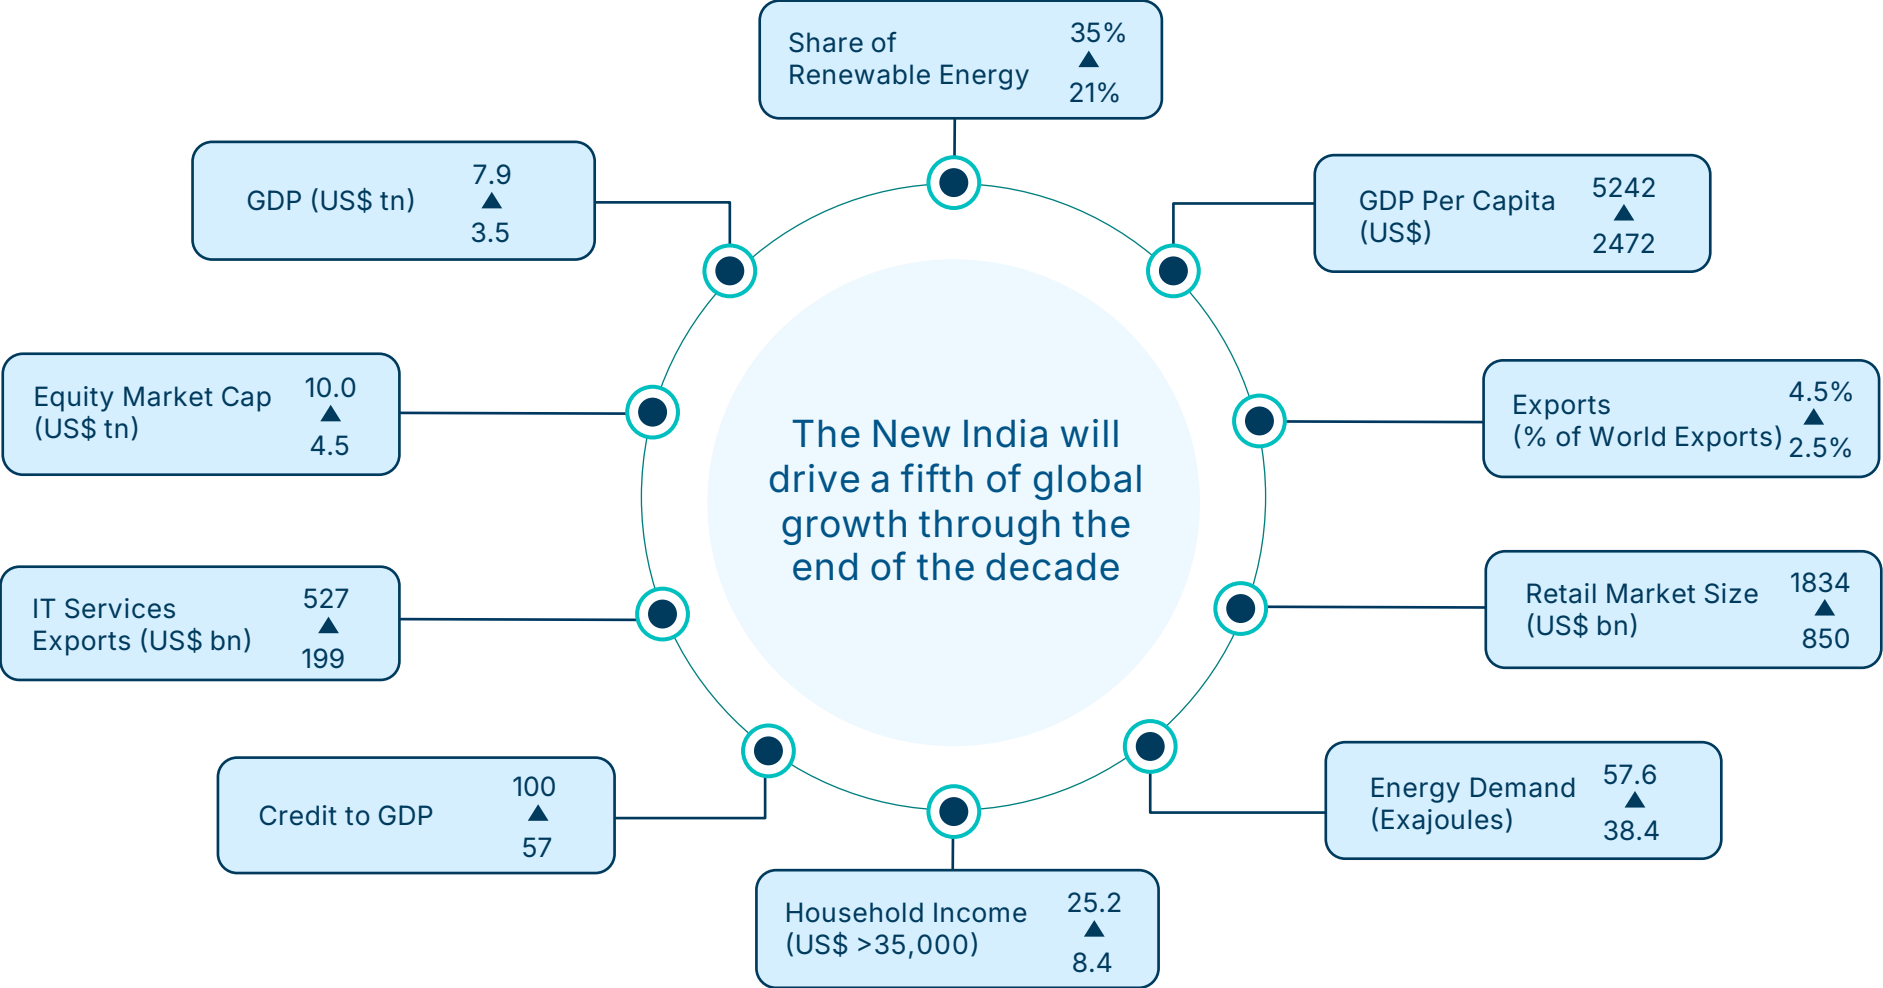 Share of
Renewable Energy
35%
▲
21%
GDP (US$ tn)
7.9
▲
3.5
GDP Per Capita
(US$)
5242
▲
2472
Equity Market Cap
(US$ tn)
10.0
▲
4.5
Exports
(% of World Exports)
4.5%
▲
2.5%
The New India will
drive a fifth of global
growth through the
end of the decade
IT Services
Exports (US$ bn)
527
▲
199
Retail Market Size
(US$ bn)
1834
▲
850
Credit to GDP
100
▲
57
Energy Demand
(Exajoules)
57.6
▲
38.4
Household Income
(US$ >35,000)
25.2
▲
8.4